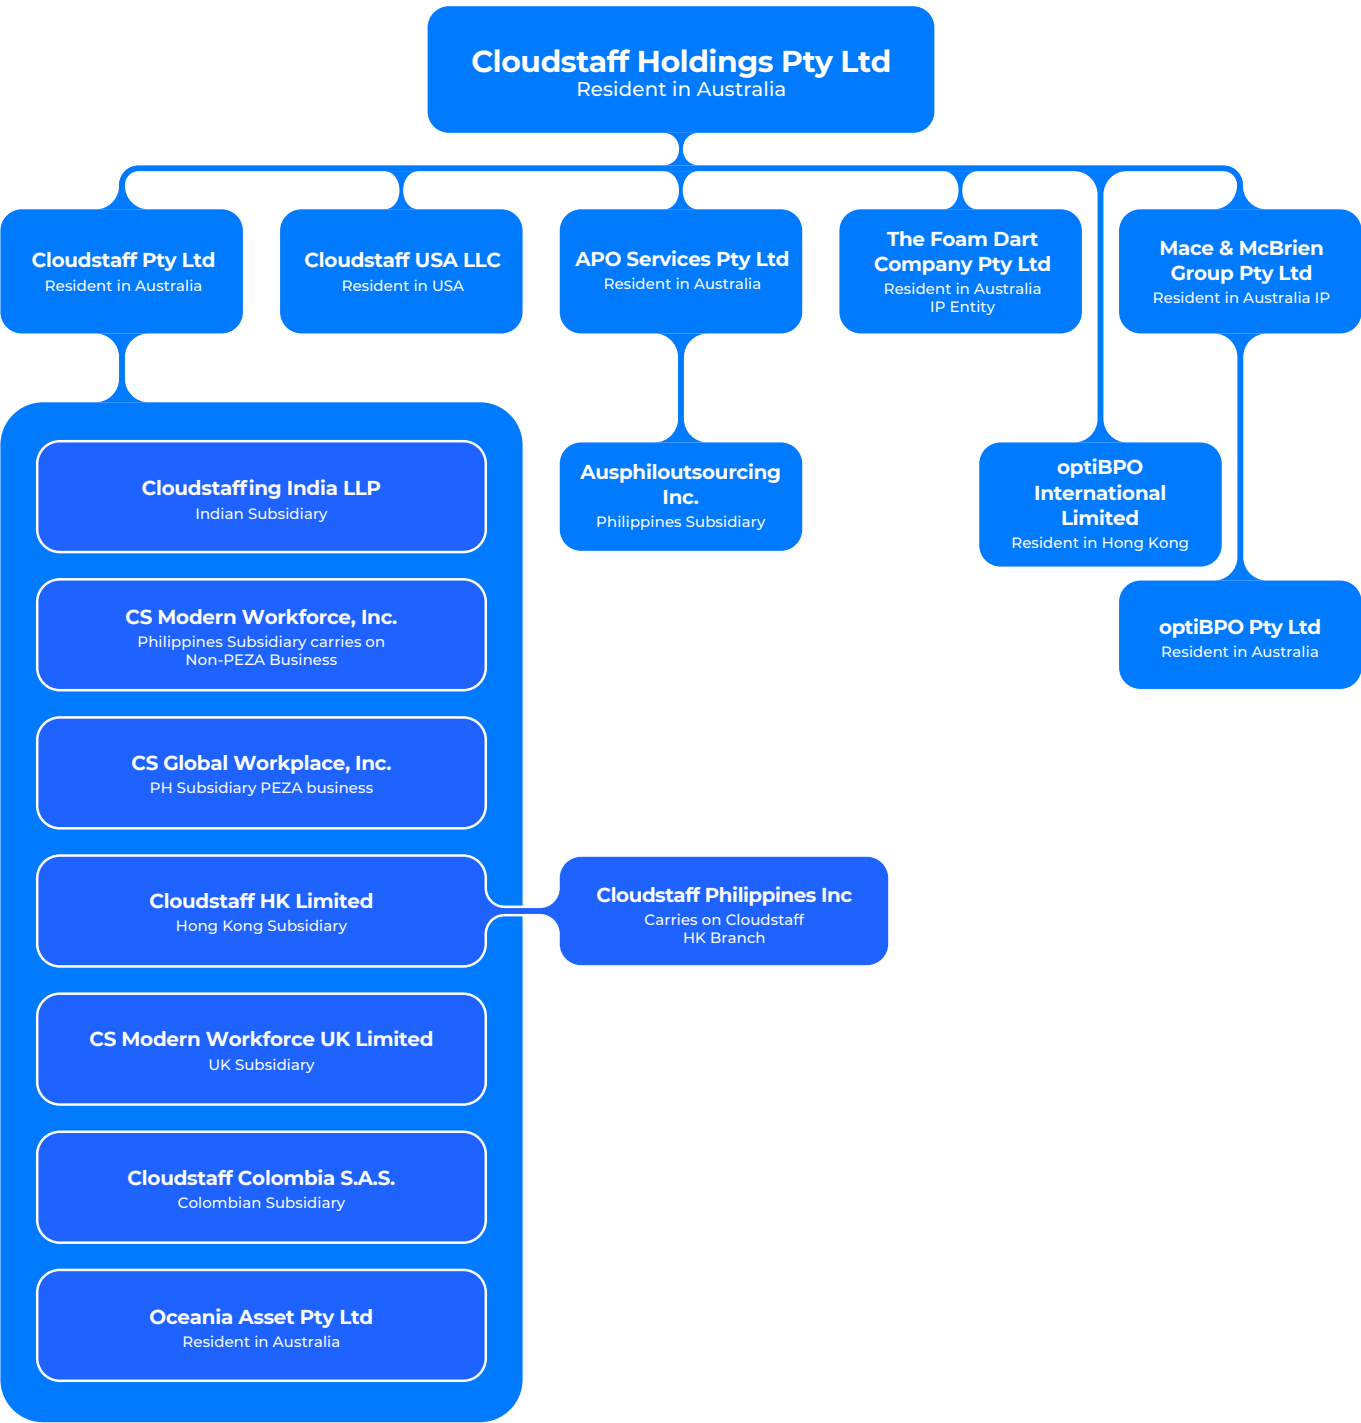 Cloudstaff Holdings Pty Ltd
Resident in Australia
Cloudstaff Pty Ltd
Resident in Australia
Cloudstaff USA LLC
Resident in USA
APO Services Pty Ltd
Resident in Australia
The Foam Dart
Company Pty Ltd
Resident in Australia
IP Entity
Mace & McBrien
Group Pty Ltd
Resident in Australia IP
Cloudstaffing India LLP
Indian Subsidiary
Ausphiloutsourcing
Inc.
Philippines Subsidiary
optiBPO
International
Limited
Resident in Hong Kong
CS Modern Workforce, Inc.
Philippines Subsidiary carries on
Non-PEZA Business
optiBPO Pty Ltd
Resident in Australia
CS Global Workplace, Inc.
PH Subsidiary PEZA business
Cloudstaff HK Limited
Hong Kong Subsidiary
Cloudstaff Philippines Inc
Carries on Cloudstaff
HK Branch
CS Modern Workforce UK Limited
UK Subsidiary
Cloudstaff Colombia S.A.S.
Colombian Subsidiary
Oceania Asset Pty Ltd
Resident in Australia